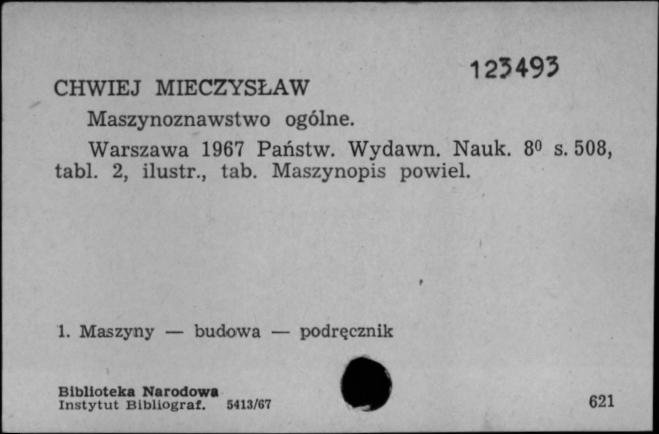 123493
CHWIEJ MIECZYSŁAW
Maszynoznawstwo ogólne.
Warszawa 1967 Państw. Wydawn. Nauk. 8⁰ s. 508,
tabl. 2, ilustr., tab. Maszynopis powiel.
1. Maszyny — budowa — podręcznik
Biblioteka Narodowa
Instytut Bibliograf. 5413/67
621